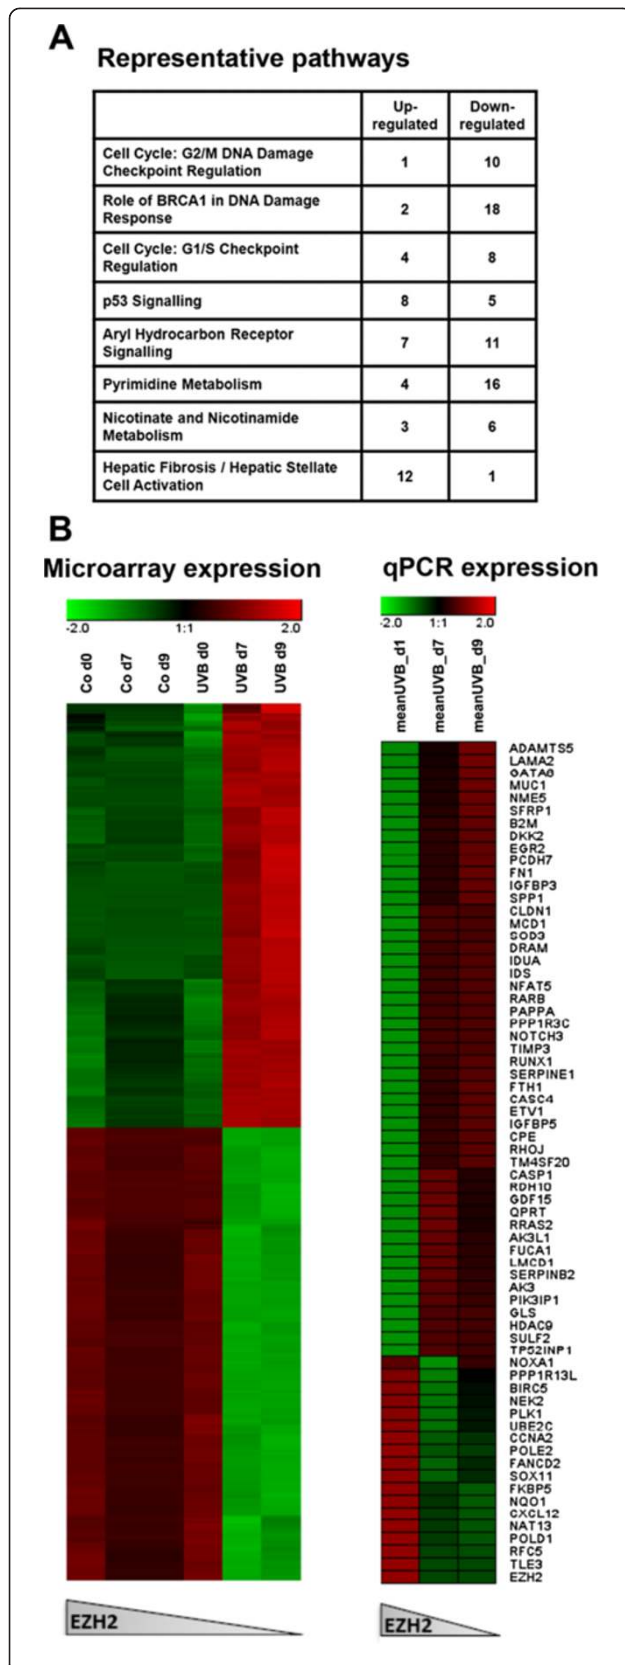 A
Representative pathways
Up-regulated
Down-regulated
Cell Cycle: G2/M DNA Damage
Checkpoint Regulation
1
10
Role of BRCA1 in DNA Damage
Response
2
18
Cell Cycle: G1/S Checkpoint
Regulation
4
8
p53 Signalling
8
5
Aryl Hydrocarbon Receptor
Signalling
7
11
Pyrimidine Metabolism
4
16
Nicotinate and Nicotinamide
Metabolism
3
6
Hepatic Fibrosis / Hepatic Stellate
Cell Activation
12
1
B
Microarray expression
-2.0
1:1
2.0
Co d0
Co d7
Co d9
UVB d0
UVB d7
UVB d9
EZH2
qPCR expression
-2.0
1:1
2.0
meanUVB_d1
meanUVB_d7
meanUVB_d9
ADAMTS5
LAMA2
GATA6
MUC1
NME5
SFRP1
B2M
DKK2
EGR2
PCDH7
FN1
IGFBP3
SPP1
CLDN1
MCD1
SOD3
DRAM
IDUA
IDS
NFAT5
RARB
PAPPA
PPP1R3C
NOTCH3
TIMP3
RUNX1
SERPINE1
FTH1
CASC4
ETV1
IGFBP5
CPE
RHOJ
TM4SF20
CASP1
RDH10
GDF15
QPRT
RRAS2
AK3L1
FUCA1
LMCD1
SERPINB2
AK3
PIK3IP1
GLS
HDAC9
SULF2
TP52INP1
NOXA1
PPP1R13L
BIRC5
NEK2
PLK1
UBE2C
CCNA2
POLE2
FANCD2
SOX11
FKBP5
NQO1
CXCL12
NAT13
POLD1
RFC5
TLE3
EZH2
EZH2